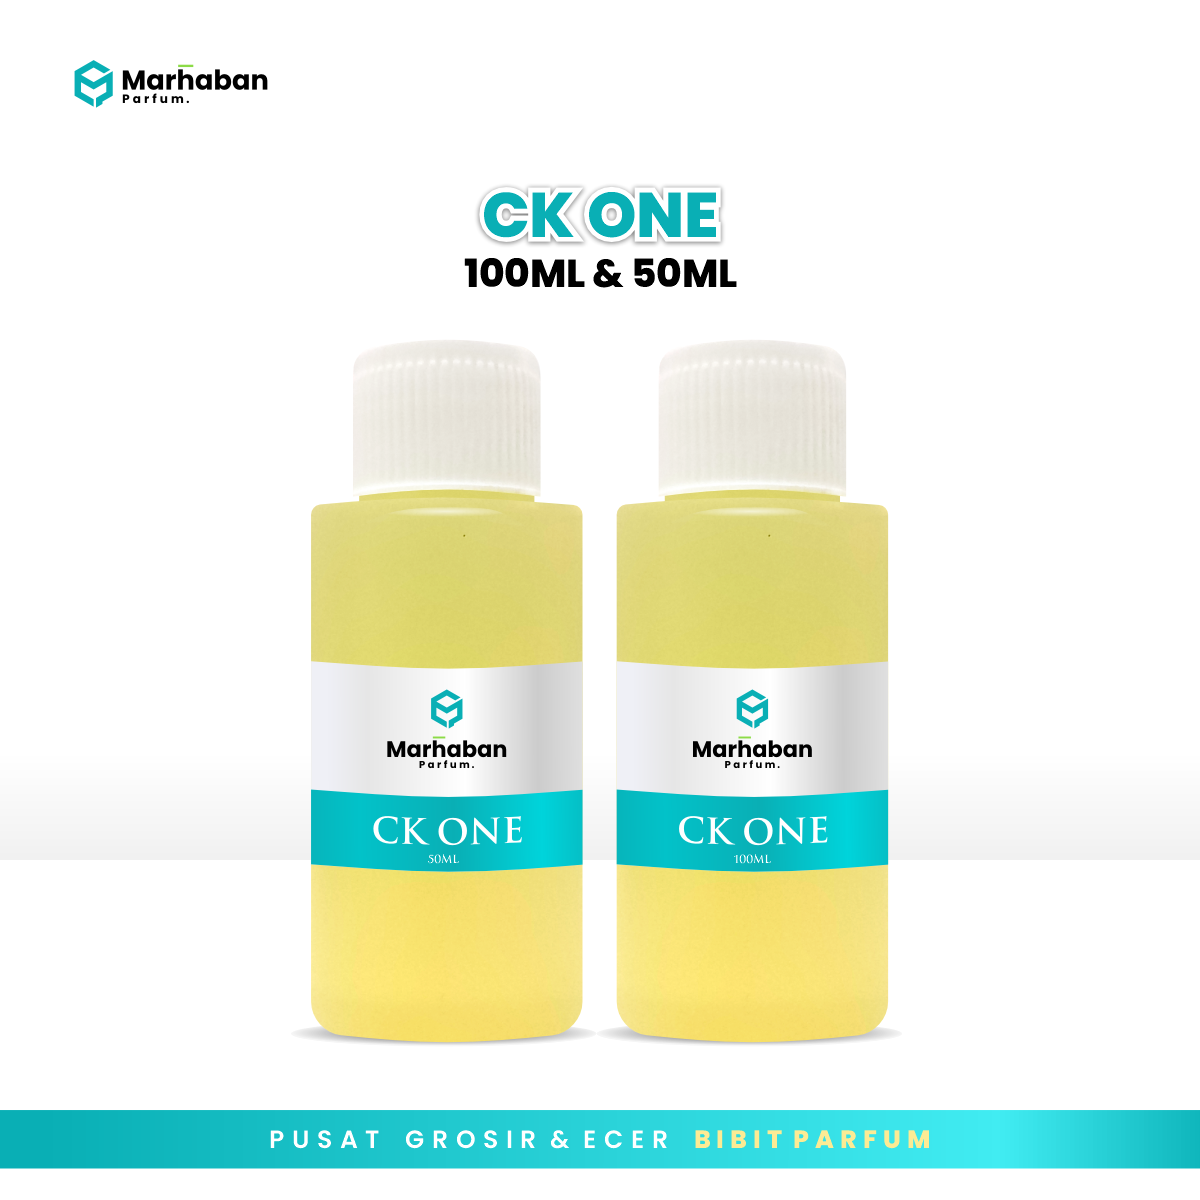 Marhaban
Parfum.
CK ONE
100ML & 50ML
Marhaban
Parfum.
CK ONE
50ML
Marhaban
Parfum.
CK ONE
100ML
PUSAT GROSIR & ECER BIBIT PARFUM